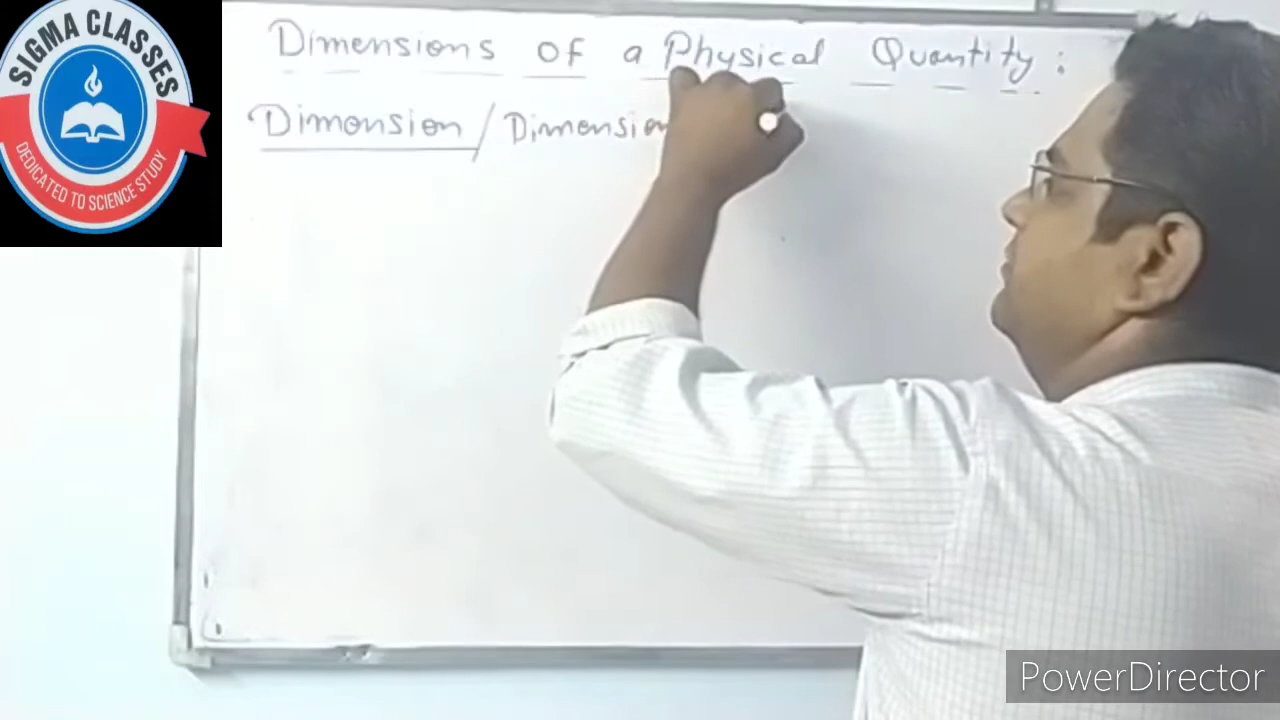 SIGMA CLASSES
DEDICATED TO SCIENCE STUDY
Dimensions of a Physical Quantity:
Dimension / Dimension
PowerDirector